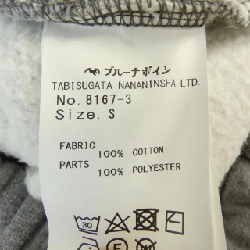 ブルーナボイン
TABISUGATA NANANINSHA LTD.
No. 8167-3
Size. S
FABRIC 100% COTTON
PARTS 100% POLYESTER